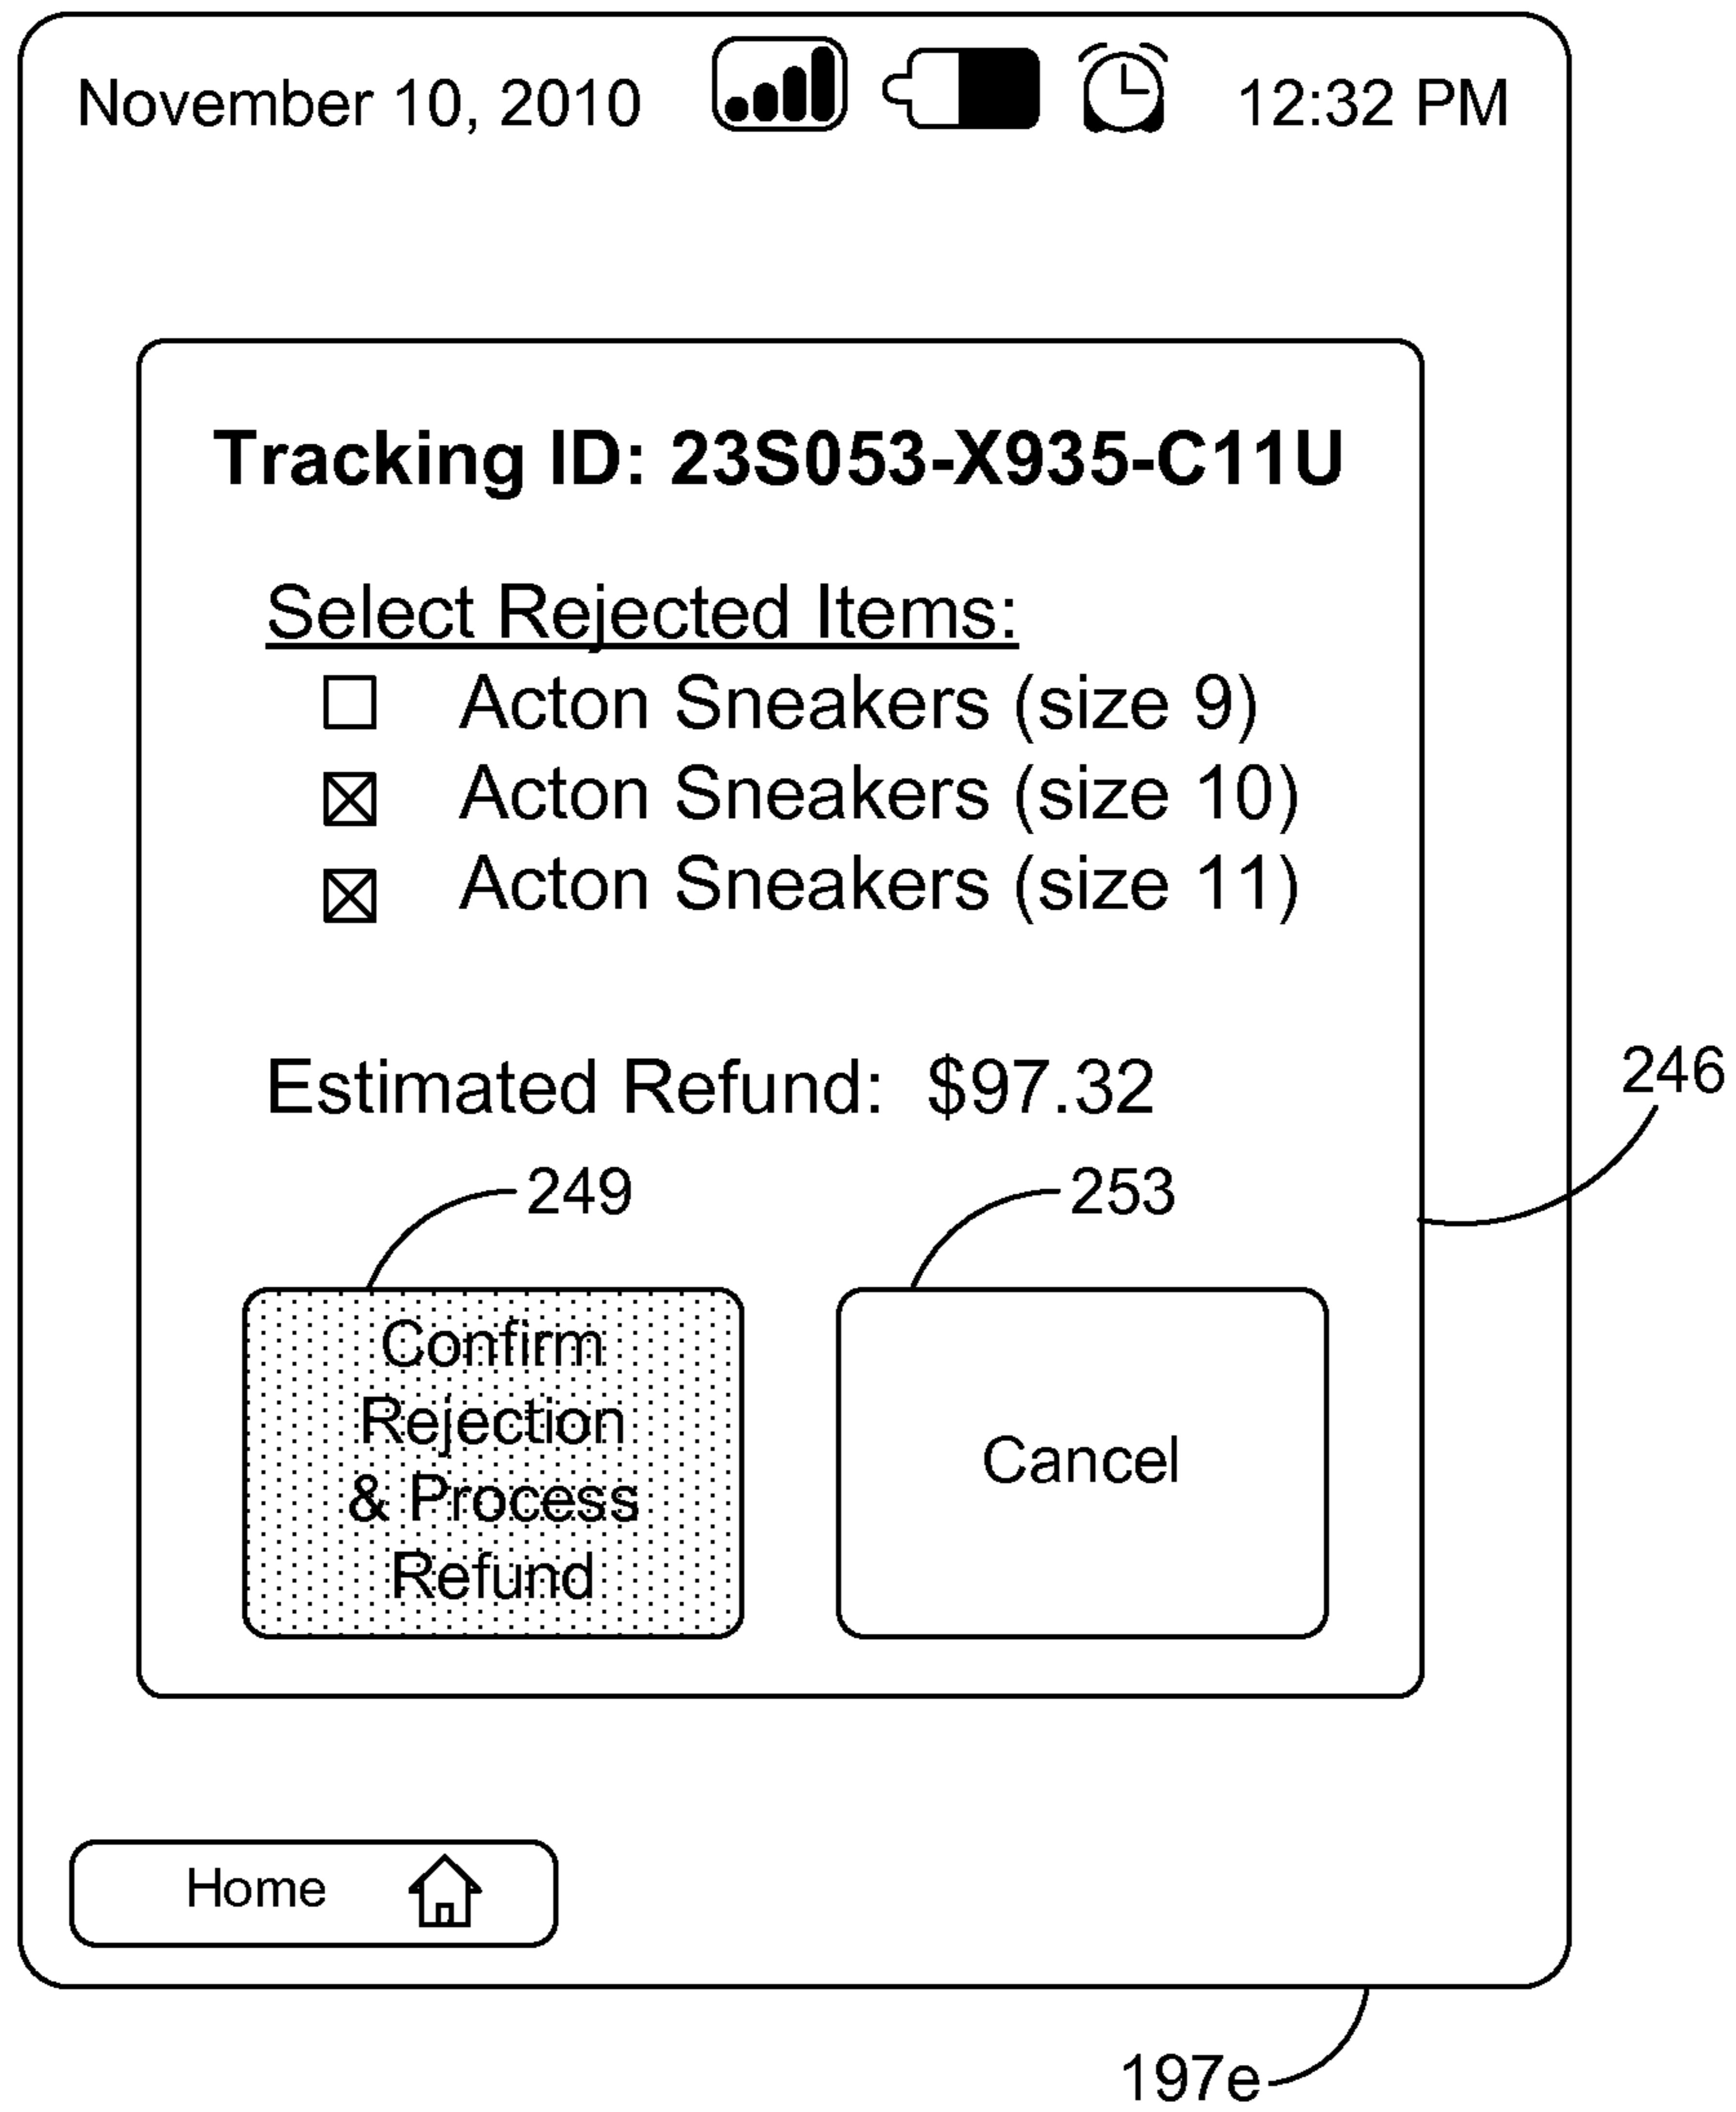 November 10, 2010 12:32 PM
Tracking ID: 23S053-X935-C11U
Select Rejected Items:
Acton Sneakers (size 9)
Acton Sneakers (size 10)
Acton Sneakers (size 11)
Estimated Refund: $97.32
246
249
253
Confirm
Rejection
& Process
Refund
Cancel
Home
197e